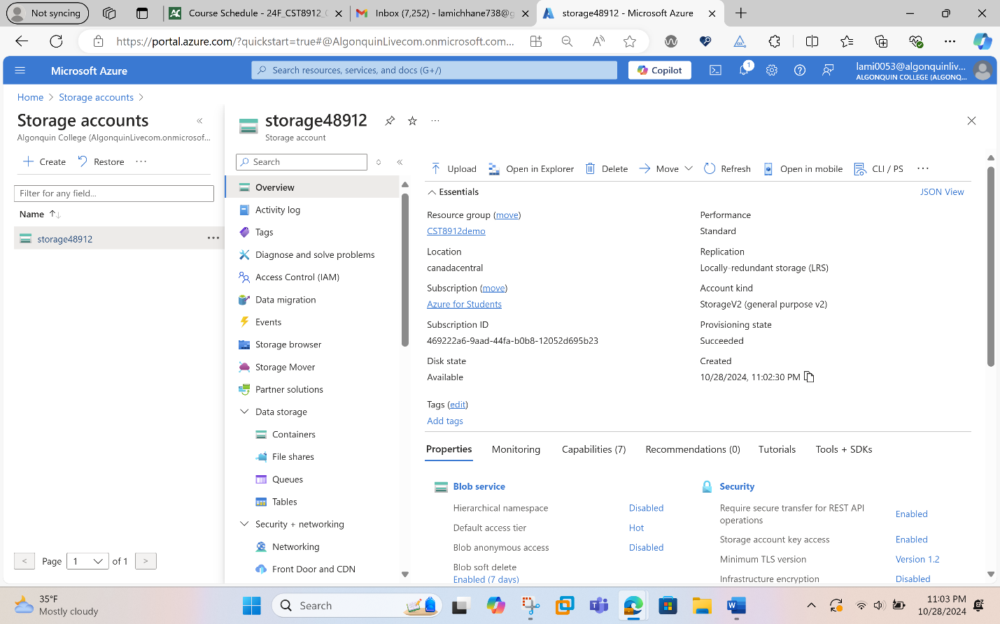 Not syncing
Course Schedule - 24F_CST8912_
Inbox (7,252) - lamichhane738@g
storage48912 - Microsoft Azure
https://portal.azure.com/?quickstart=true#@AlgonquinLivecom.onmicrosoft.com...
Microsoft Azure
Search resources, services, and docs (G+/)
Copilot
1
lami0053@algonquinliv...
ALGONQUIN COLLEGE (ALGONQ...
Home > Storage accounts >
Storage accounts
Algonquin College (AlgonquinLivecom.onmicrosof...
Create
Restore
Filter for any field...
Name
storage48912
< Page 1 of 1 >
storage48912
Storage account
Search
Overview
Activity log
Tags
Diagnose and solve problems
Access Control (IAM)
Data migration
Events
Storage browser
Storage Mover
Partner solutions
Data storage
Containers
File shares
Queues
Tables
Security + networking
Networking
Front Door and CDN
Upload
Open in Explorer
Delete
Move
Refresh
Open in mobile
CLI / PS
Essentials
JSON View
Resource group (move)
CST8912demo
Location
canadacentral
Subscription (move)
Azure for Students
Subscription ID
469222a6-9aad-44fa-b0b8-12052d695b23
Disk state
Available
Performance
Standard
Replication
Locally-redundant storage (LRS)
Account kind
StorageV2 (general purpose v2)
Provisioning state
Succeeded
Created
10/28/2024, 11:02:30 PM
Tags (edit)
Add tags
Properties
Monitoring
Capabilities (7)
Recommendations (0)
Tutorials
Tools + SDKs
Blob service
Hierarchical namespace Disabled
Default access tier Hot
Blob anonymous access Disabled
Blob soft delete
Enabled (7 days)
Security
Require secure transfer for REST API
operations Enabled
Storage account key access Enabled
Minimum TLS version Version 1.2
Infrastructure encryption Disabled
35°F
Mostly cloudy
Search
11:03 PM
10/28/2024